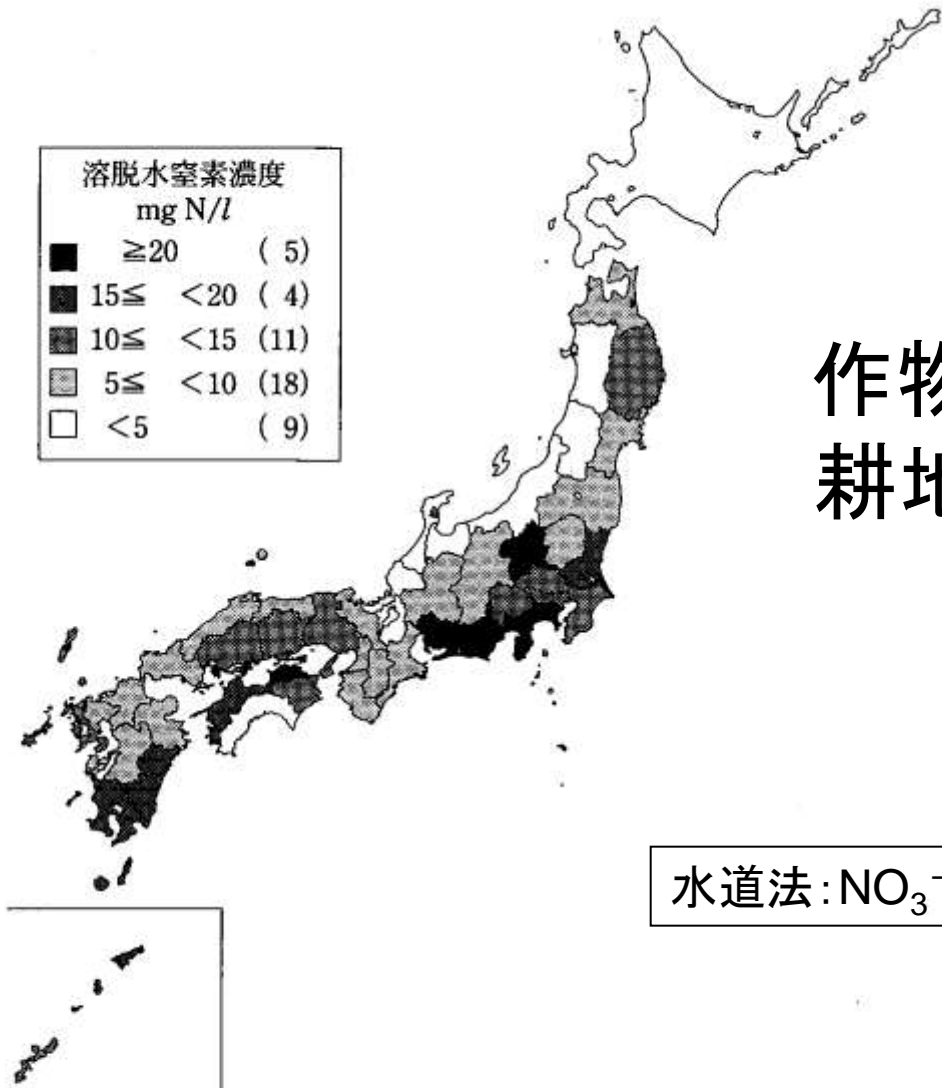 溶脱水窒素濃度
mg N/l
≧20 ( 5)
15≦ <20 ( 4)
10≦ <15 (11)
5≦ <10 (18)
<5 ( 9)
作物
耕地
水道法:NO₃⁻